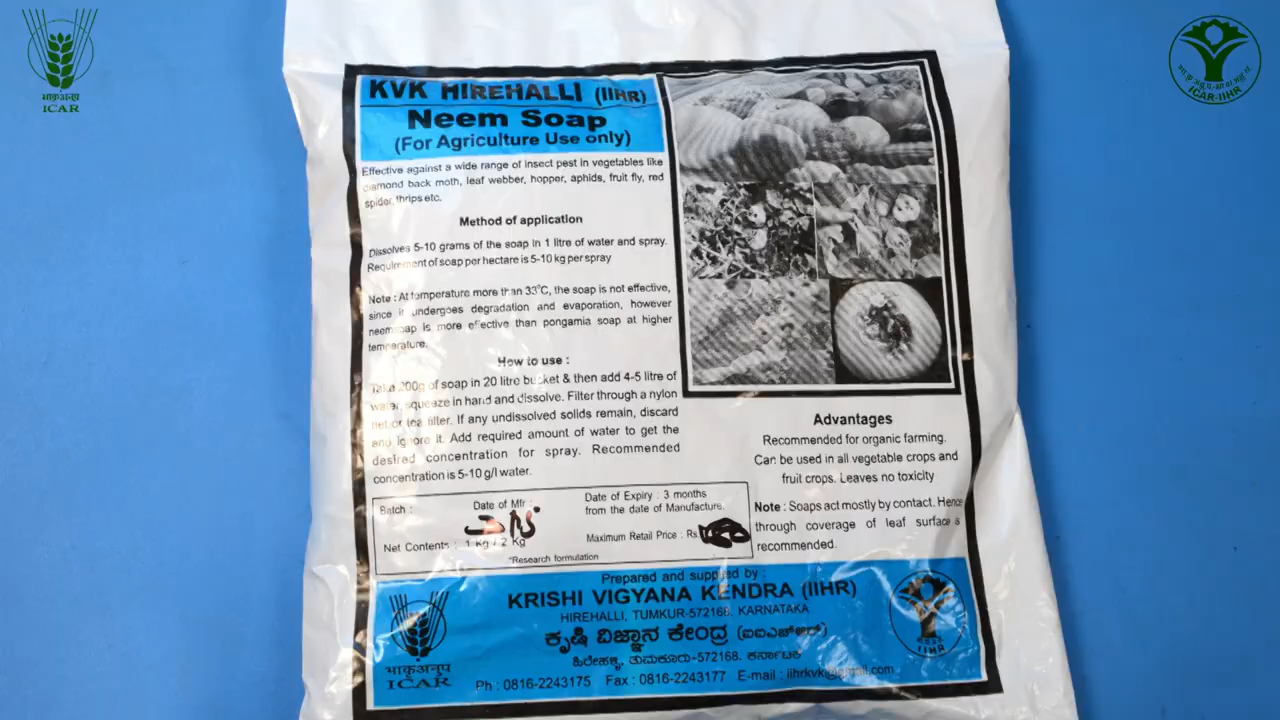 भाकृअनुप
ICAR
ICAR-IIHR
KVK HIREHALLI (IIHR)
Neem Soap
(For Agriculture Use only)
Effective against a wide range of insect pest in vegetables like
diamond back moth, leaf webber, hopper, aphids, fruit fly, red
spider, thrips etc.
Method of application
Dissolves 5-10 grams of the soap in 1 litre of water and spray.
Requirement of soap per hectare is 5-10 kg per spray
Note : At temperature more than 33°C, the soap is not effective,
since it undergoes degradation and evaporation, however
neemsoap is more effective than pongamia soap at higher
temperature.
How to use :
Take 200g of soap in 20 litre bucket & then add 4-5 litre of
water, squeeze in hand and dissolve. Filter through a nylon
net or tea filter. If any undissolved solids remain, discard
and ignore it. Add required amount of water to get the
desired concentration for spray. Recommended
concentration is 5-10 g/l water.
Advantages
Recommended for organic farming.
Can be used in all vegetable crops and
fruit crops. Leaves no toxicity
Note : Soaps act mostly by contact. Hence
through coverage of leaf surface is
recommended.
Batch :
Date of Mfr :
Net Contents : 1 Kg / 2 Kg
Date of Expiry : 3 months
from the date of Manufacture.
Maximum Retail Price : Rs.
*Research formulation
Prepared and supplied by :
KRISHI VIGYANA KENDRA (IIHR)
HIREHALLI, TUMKUR-572168. KARNATAKA
ಕೃಷಿ ವಿಜ್ಞಾನ ಕೇಂದ್ರ (ಐಐಎಚ್‌ಆರ್)
ಹಿರೇಹಳ್ಳಿ, ತುಮಕೂರು-572168. ಕರ್ನಾಟಕ
Ph : 0816-2243175 Fax : 0816-2243177 E-mail : iihrkvk@gmail.com
भाकृअनुप
ICAR
IIHR